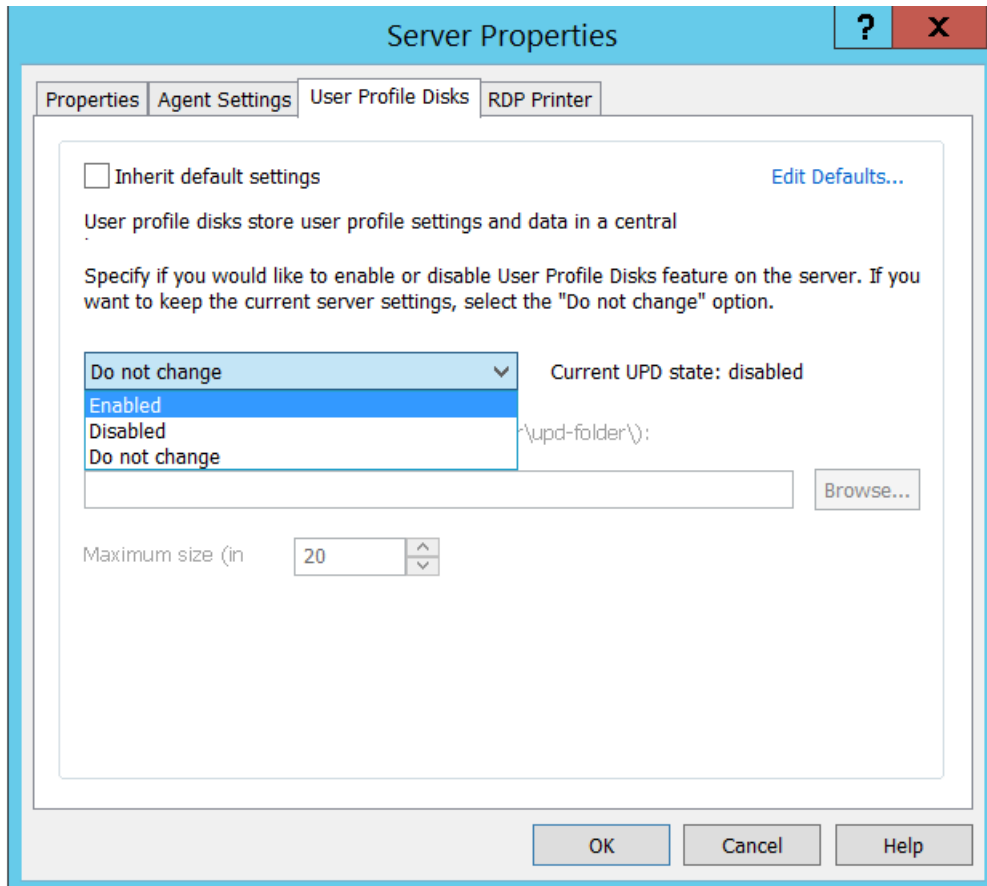 Server Properties
?
X
Properties Agent Settings User Profile Disks RDP Printer
Inherit default settings Edit Defaults...
User profile disks store user profile settings and data in a central
Specify if you would like to enable or disable User Profile Disks feature on the server. If you
want to keep the current server settings, select the "Do not change" option.
Do not change Current UPD state: disabled
Enabled
Disabled \upd-folder\):
Do not change
Browse...
Maximum size (in 20
OK Cancel Help